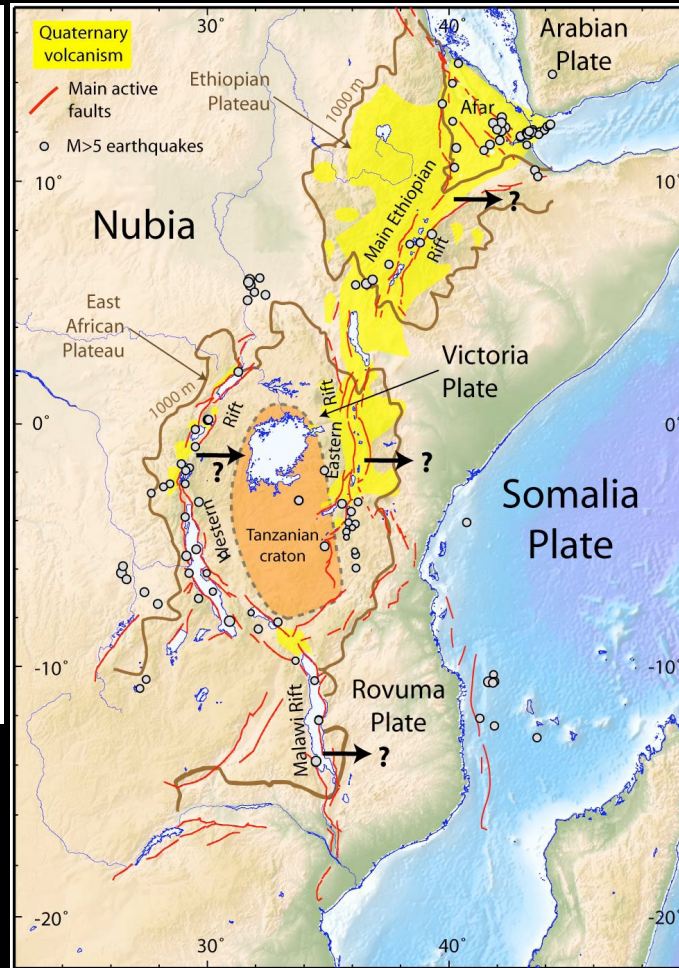 30°
40°
Quaternary
volcanism
Main active
faults
M>5 earthquakes
Arabian
Plate
Ethiopian
Plateau
1000 m
Afar
10°
10°
Nubia
Main Ethiopian
Rift
?
East
African
Plateau
1000 m
Victoria
Plate
Rift
Rift
0°
0°
Eastern
?
?
Western
Somalia
Plate
Tanzanian
craton
-10°
-10°
Rovuma
Plate
Malawi Rift
?
-20°
-20°
30°
40°